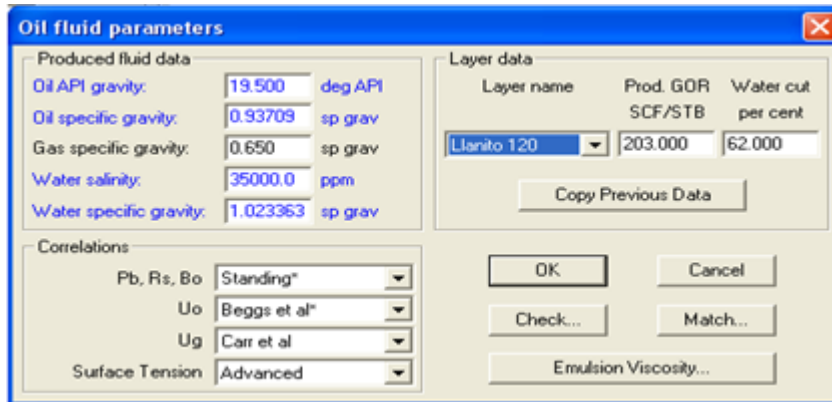 Oil fluid parameters
Produced fluid data
Oil API gravity: 19.500 deg API
Oil specific gravity: 0.93709 sp grav
Gas specific gravity: 0.650 sp grav
Water salinity: 35000.0 ppm
Water specific gravity: 1.023363 sp grav
Layer data
Layer name Prod. GOR Water cut
SCF/STB per cent
Llanito 120 203.000 62.000
Copy Previous Data
Correlations
Pb, Rs, Bo Standing*
Uo Beggs et al*
Ug Carr et al
Surface Tension Advanced
OK Cancel
Check... Match...
Emulsion Viscosity...